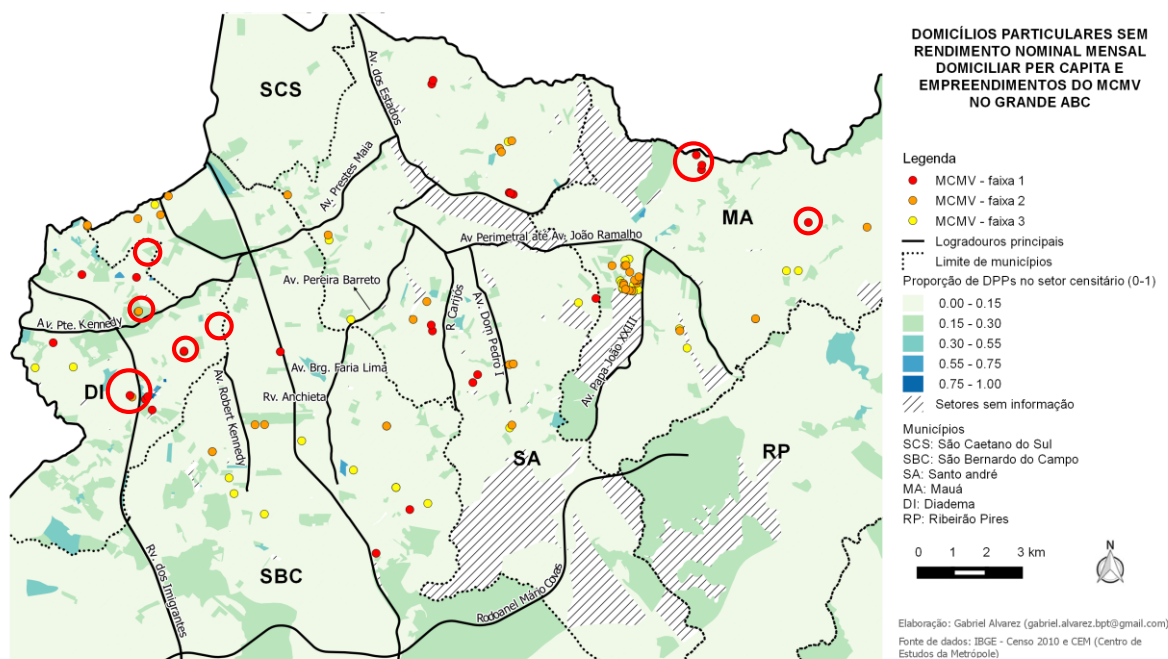 DOMICÍLIOS PARTICULARES SEM
RENDIMENTO NOMINAL MENSAL
DOMICILIAR PER CAPITA E
EMPREENDIMENTOS DO MCMV
NO GRANDE ABC
SCS
Av. dos Estados
Av. Prestes Maia
MA
Av Perimetral até Av. João Ramalho
Av. Pereira Barreto
R Carijós
Av. Dom Pedro I
Av. Pte. Kennedy
Av. Papa João XXIII
Av. Brg. Faria Lima
DI
Av. Robert Kennedy
Rv. Anchieta
SA
RP
Rv. dos Imigrantes
SBC
Rodoanel Mário Covas
Legenda
MCMV - faixa 1
MCMV - faixa 2
MCMV - faixa 3
Logradouros principais
Limite de municípios
Proporção de DPPs no setor censitário (0-1)
0.00 - 0.15
0.15 - 0.30
0.30 - 0.55
0.55 - 0.75
0.75 - 1.00
Setores sem informação
Municípios
SCS: São Caetano do Sul
SBC: São Bernardo do Campo
SA: Santo andré
MA: Mauá
DI: Diadema
RP: Ribeirão Pires
0 1 2 3 km
N
Elaboração: Gabriel Alvarez (gabriel.alvarez.bpt@gmail.com)
Fonte de dados: IBGE - Censo 2010 e CEM (Centro de
Estudos da Metrópole)